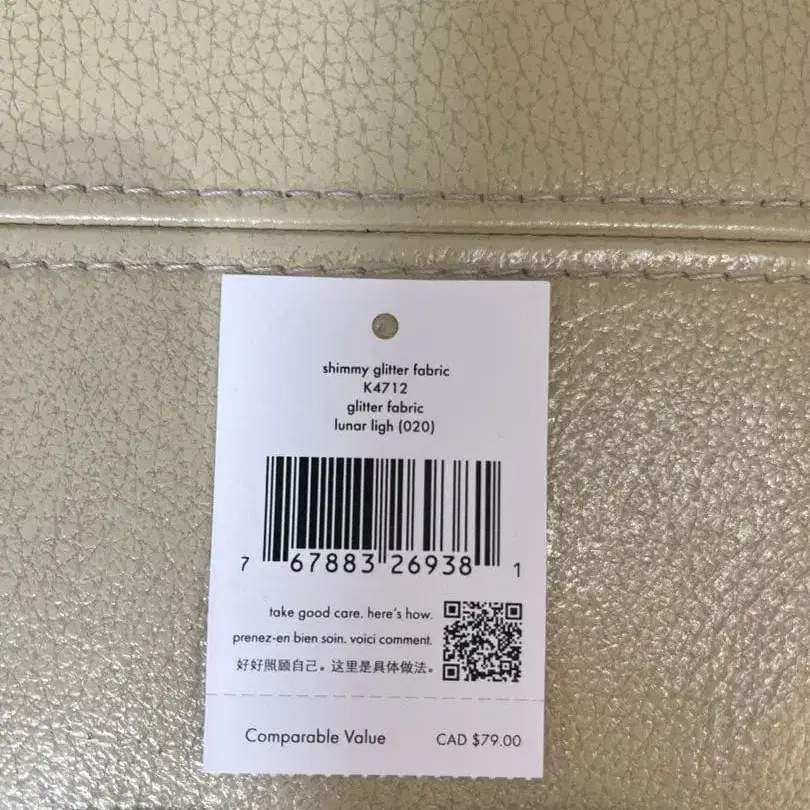 shimmy glitter fabric
K4712
glitter fabric
lunar ligh (020)
7 67883 26938 1
take good care. here's how.
prenez-en bien soin. voici comment.
好好照顾自己。这里是具体做法。
Comparable Value CAD $79.00